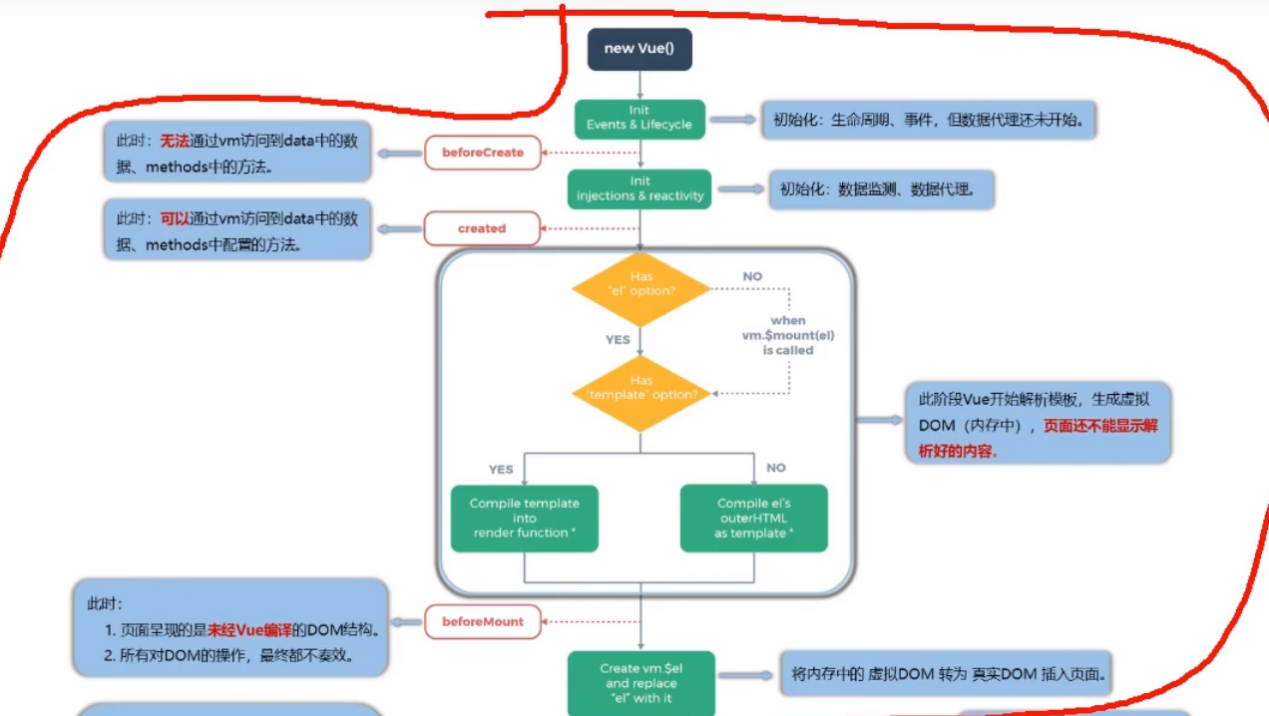 new Vue()
Init
Events & Lifecycle
初始化：生命周期、事件，但数据代理还未开始。
此时：无法通过vm访问到data中的数
据、methods中的方法。
beforeCreate
Init
injections & reactivity
初始化：数据监测、数据代理。
此时：可以通过vm访问到data中的数
据、methods中配置的方法。
created
Has
"el" option?
NO
when
vm.$mount(el)
is called
YES
Has
"template" option?
此阶段Vue开始解析模板，生成虚拟
DOM（内存中），页面还不能显示解
析好的内容。
YES
NO
Compile template
into
render function *
Compile el's
outerHTML
as template *
此时：
1. 页面呈现的是未经Vue编译的DOM结构。
2. 所有对DOM的操作，最终都不奏效。
beforeMount
Create vm.$el
and replace
"el" with it
将内存中的 虚拟DOM 转为 真实DOM 插入页面。